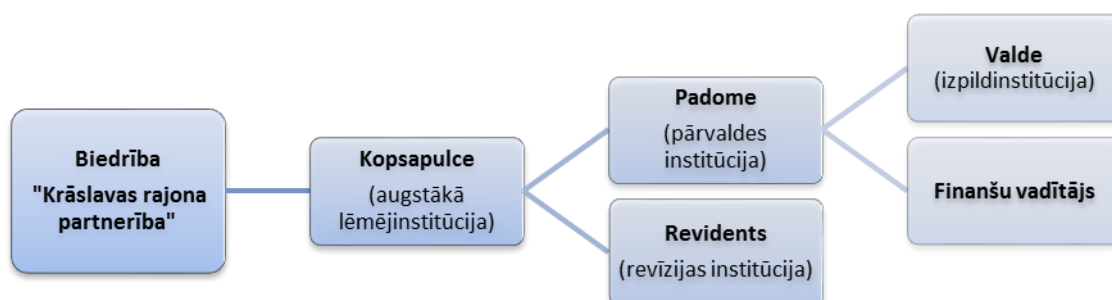 Biedrība
"Krāslavas rajona
partnerība"
Kopsapulce
(augstākā
lēmējinstitūcija)
Padome
(pārvaldes
institūcija)
Revidents
(revīzijas institūcija)
Valde
(izpildinstitūcija)
Finanšu vadītājs